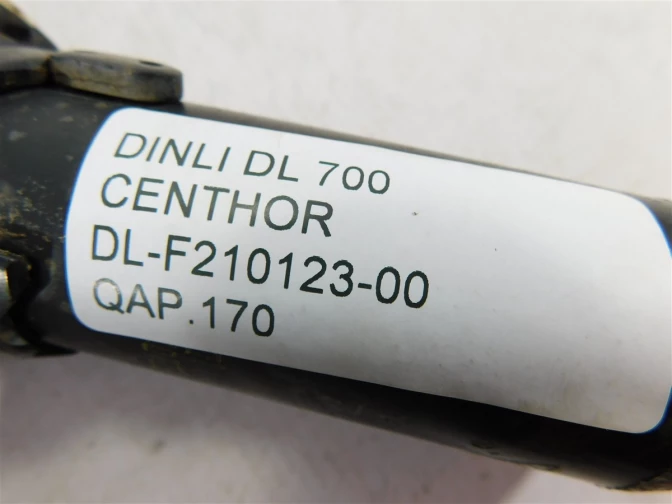 DINLI DL 700
CENTHOR
DL-F210123-00
QAP.170